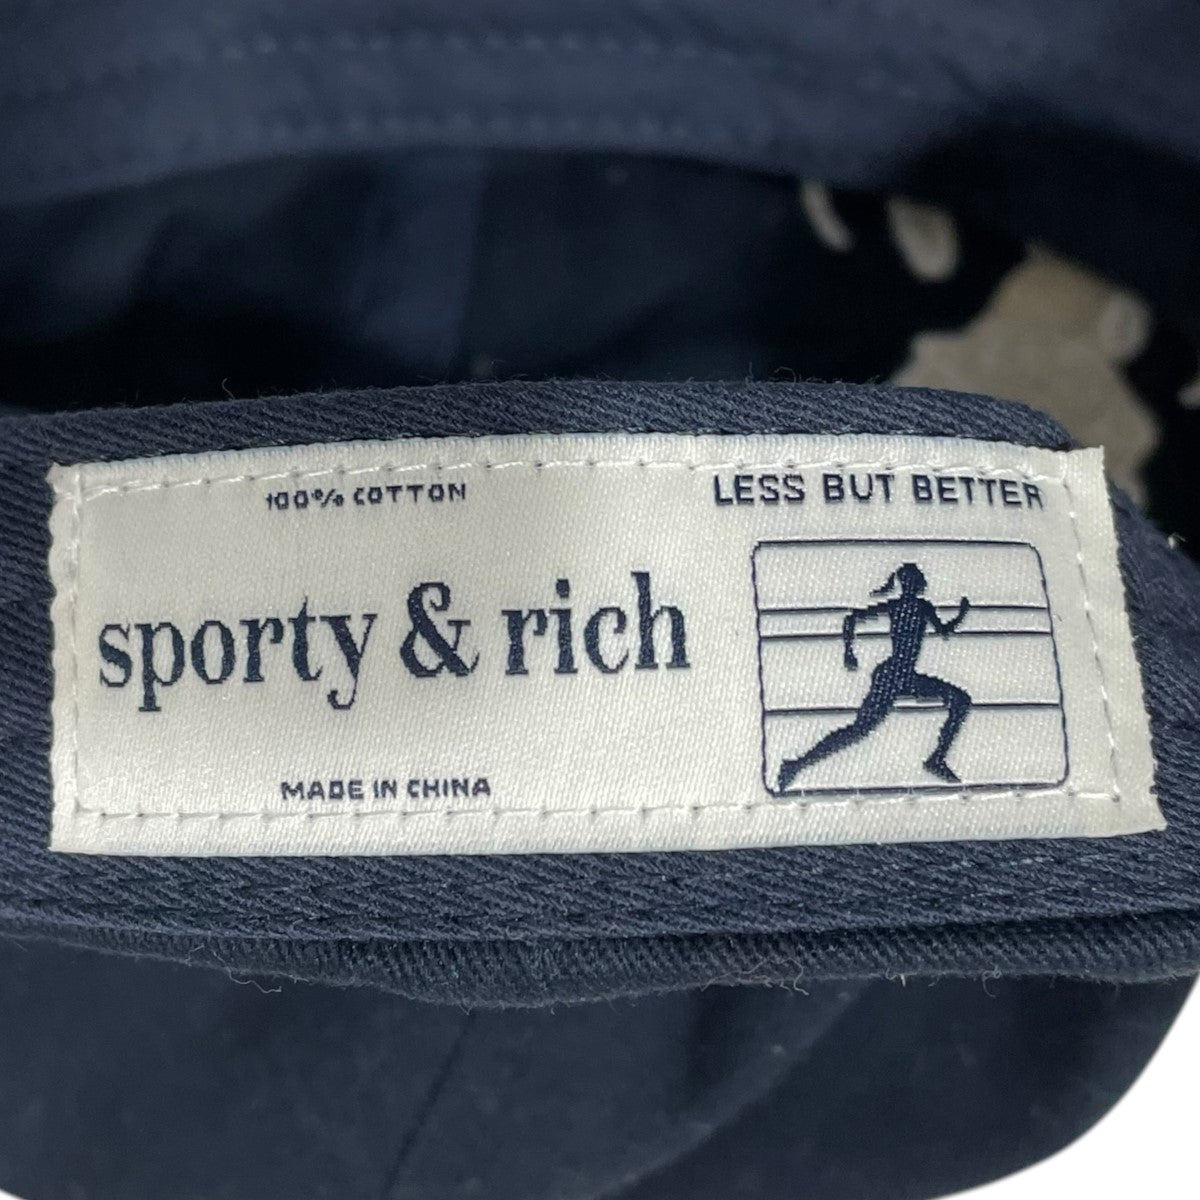 100% COTTON
LESS BUT BETTER
sporty & rich
MADE IN CHINA